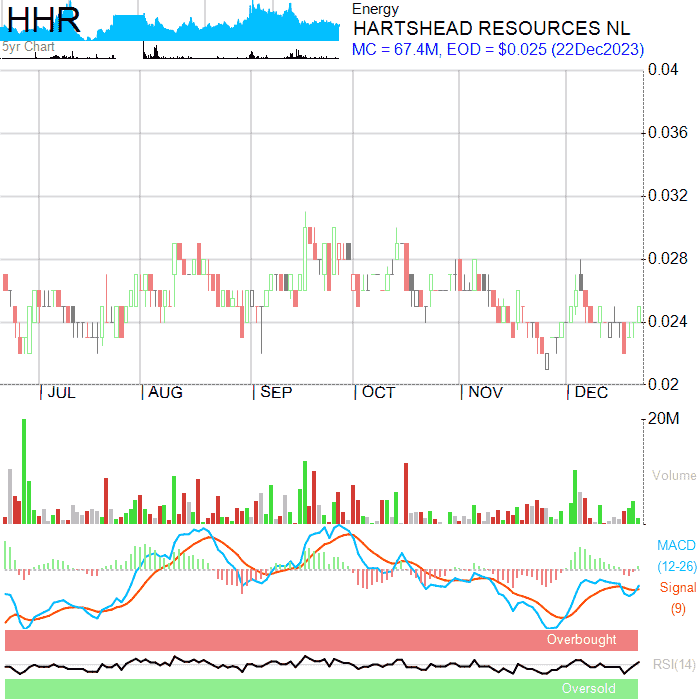 HHR
5yr Chart
Energy
HARTSHEAD RESOURCES NL
MC = 67.4M, EOD = $0.025 (22Dec2023)
0.04
0.036
0.032
0.028
0.024
0.02
JUL AUG SEP OCT NOV DEC
20M
Volume
MACD
(12-26)
Signal
(9)
Overbought
RSI(14)
Oversold